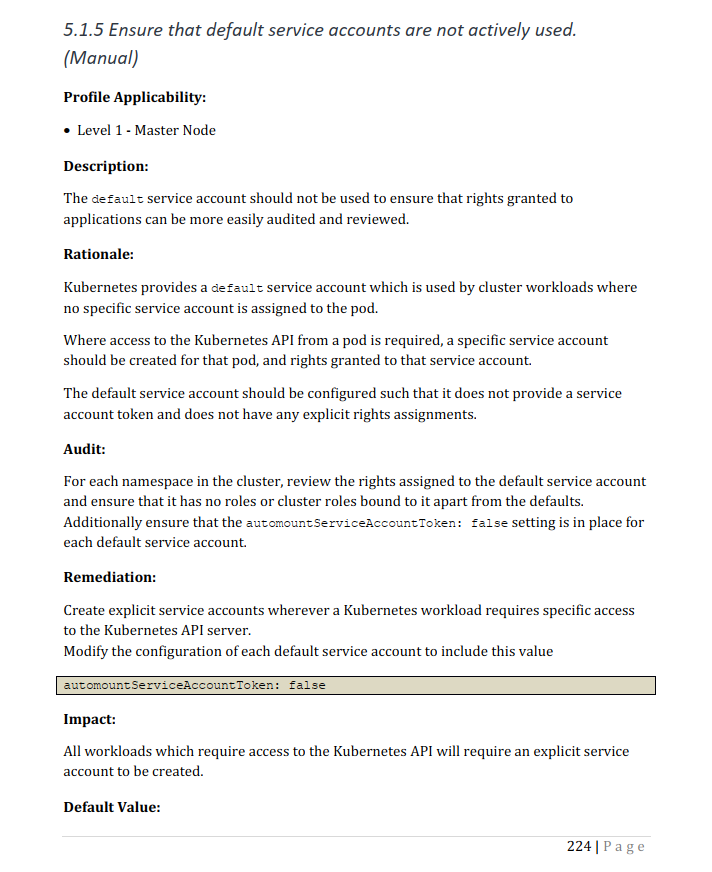 5.1.5 Ensure that default service accounts are not actively used.
(Manual)
Profile Applicability:
• Level 1 - Master Node
Description:
The default service account should not be used to ensure that rights granted to
applications can be more easily audited and reviewed.
Rationale:
Kubernetes provides a default service account which is used by cluster workloads where
no specific service account is assigned to the pod.
Where access to the Kubernetes API from a pod is required, a specific service account
should be created for that pod, and rights granted to that service account.
The default service account should be configured such that it does not provide a service
account token and does not have any explicit rights assignments.
Audit:
For each namespace in the cluster, review the rights assigned to the default service account
and ensure that it has no roles or cluster roles bound to it apart from the defaults.
Additionally ensure that the automountServiceAccountToken: false setting is in place for
each default service account.
Remediation:
Create explicit service accounts wherever a Kubernetes workload requires specific access
to the Kubernetes API server.
Modify the configuration of each default service account to include this value
automountServiceAccountToken: false
Impact:
All workloads which require access to the Kubernetes API will require an explicit service
account to be created.
Default Value:
224 | Page